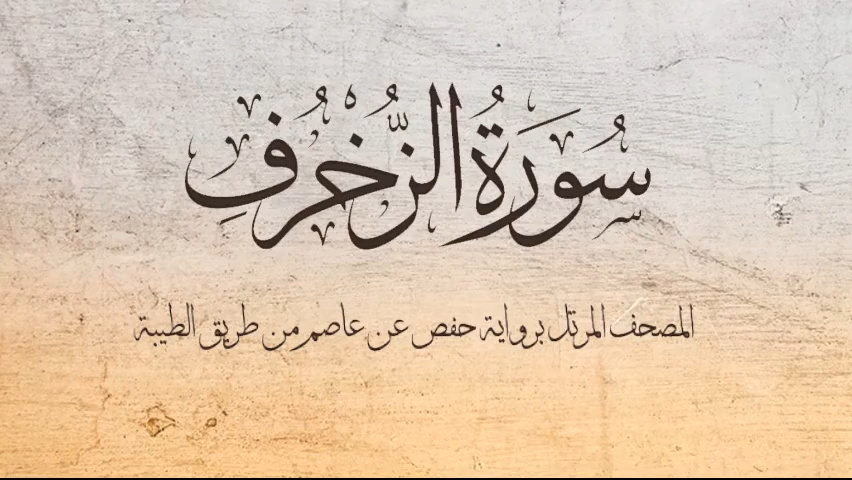 سُورَةُ الزُّخْرُفِ
المصحف المرتل برواية حفص عن عاصم من طريق الطيبة